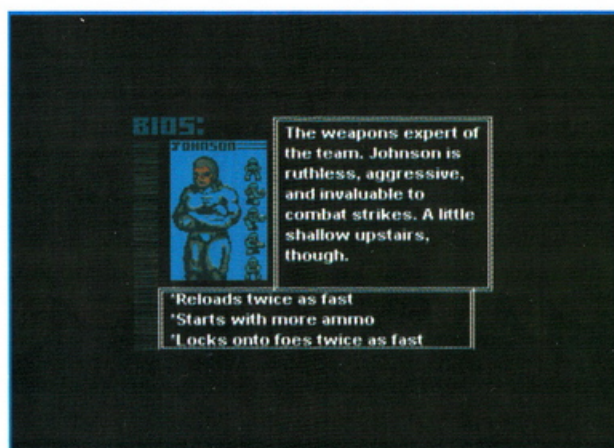 BIOS:
JOHNSON
The weapons expert of
the team. Johnson is
ruthless, aggressive,
and invaluable to
combat strikes. A little
shallow upstairs,
though.
*Reloads twice as fast
*Starts with more ammo
*Locks onto foes twice as fast